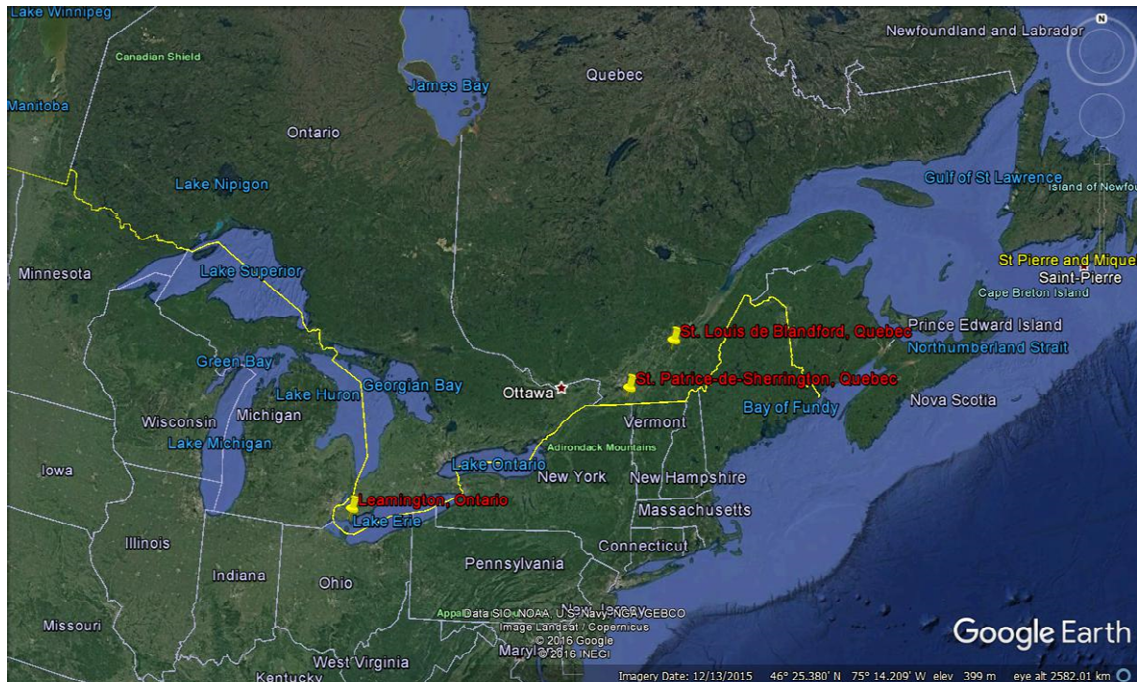 Lake Winnipeg
Newfoundland and Labrador
N
Canadian Shield
Quebec
James Bay
Manitoba
Ontario
Lake Nipigon
Gulf of St Lawrence
Island of Newfou
Minnesota
Lake Superior
St Pierre and Mique
Saint-Pierre
Cape Breton Island
St. Louis de Blandford, Quebec
Prince Edward Island
Northumberland Strait
Green Bay
Georgian Bay
St. Patrice-de-Sherrington, Quebec
Ottawa
Lake Huron
Nova Scotia
Bay of Fundy
Michigan
Wisconsin
Vermont
Lake Michigan
Adirondack Mountains
Iowa
Lake Ontario
New York
New Hampshire
Leamington, Ontario
Massachusetts
Lake Erie
Illinois
Connecticut
Pennsylvania
Indiana
Ohio
Data SIO, NOAA, U.S. Navy, NGA, GEBCO
New Jersey
Missouri
Image Landsat / Copernicus
© 2016 Google
Maryland
© 2016 INEGI
West Virginia
Kentucky
Google Earth
Imagery Date: 12/13/2015 46° 25.380' N 75° 14.209' W elev 399 m eye alt 2582.01 km